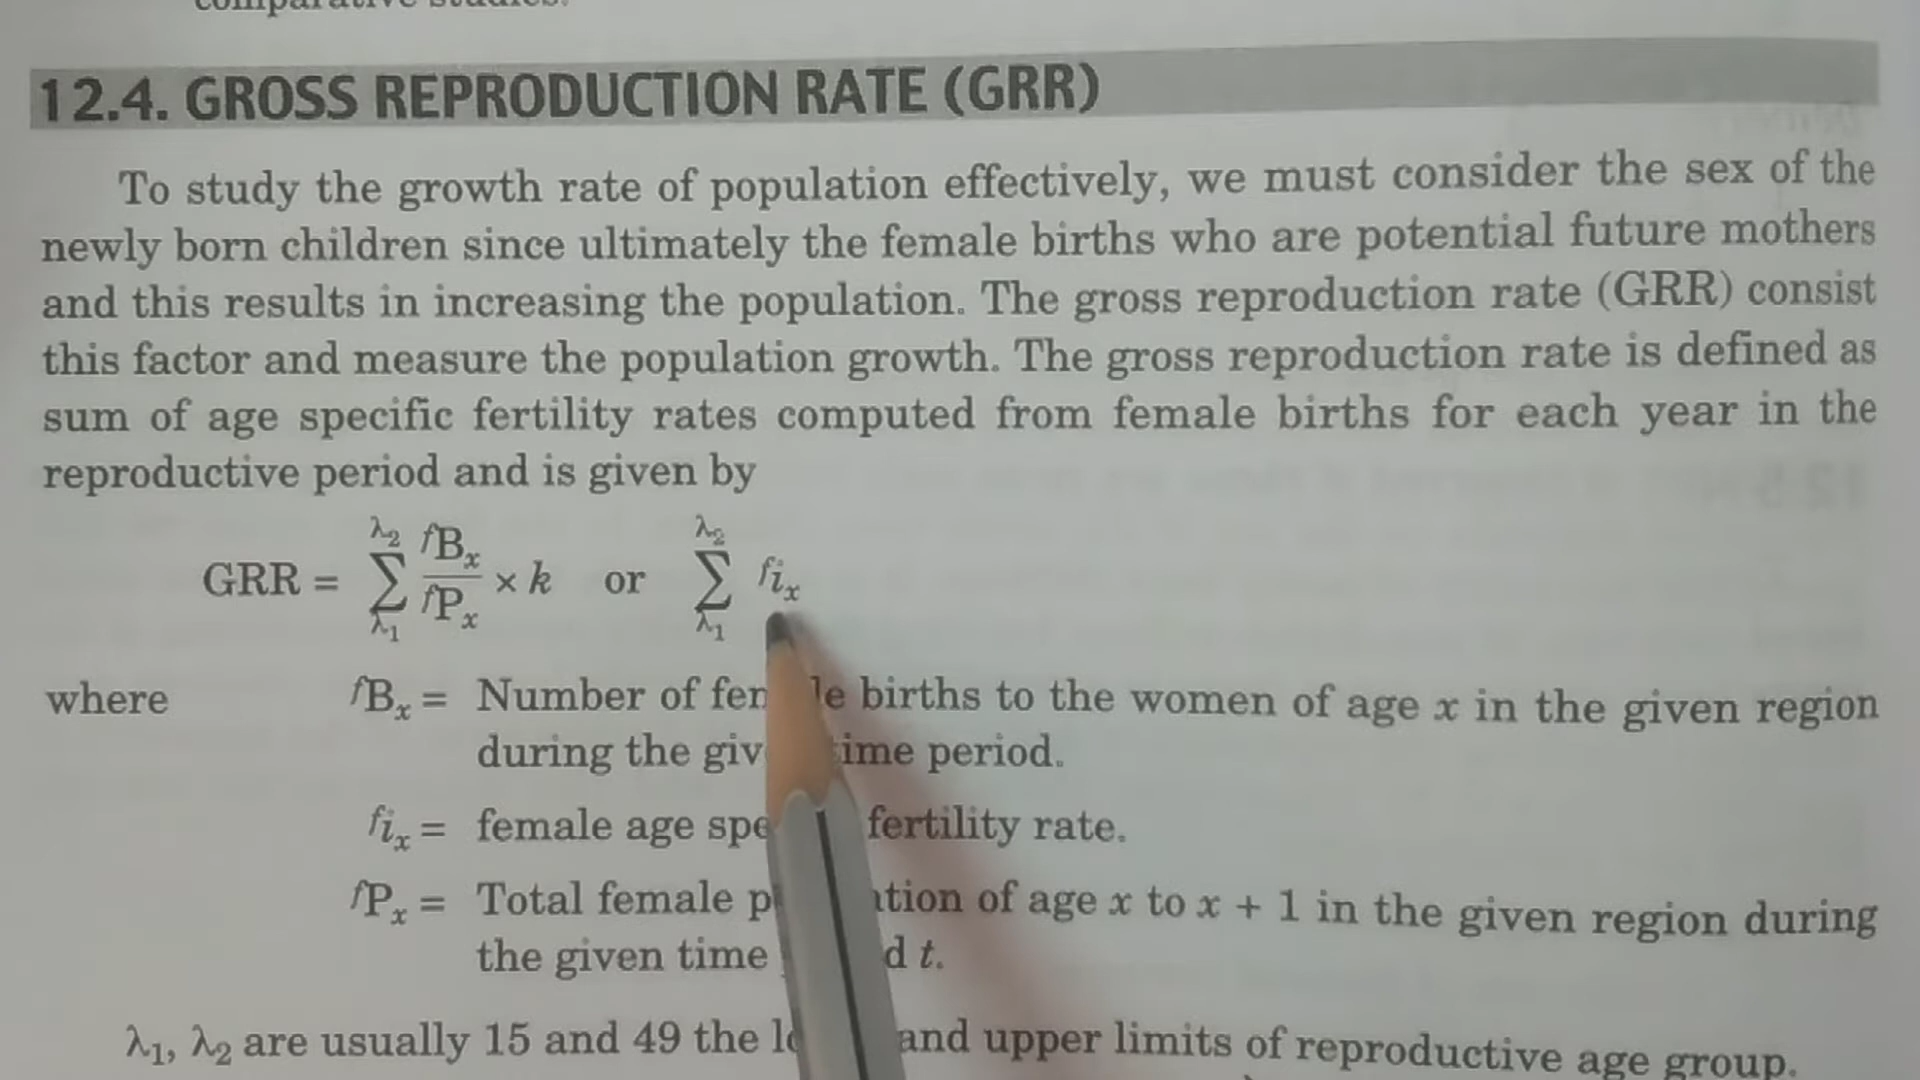 12.4. GROSS REPRODUCTION RATE (GRR)
To study the growth rate of population effectively, we must consider the sex of the
newly born children since ultimately the female births who are potential future mothers
and this results in increasing the population. The gross reproduction rate (GRR) consist
this factor and measure the population growth. The gross reproduction rate is defined as
sum of age specific fertility rates computed from female births for each year in the
reproductive period and is given by
GRR = Σ_{λ₁}^{λ₂} ᶠBₓ / ᶠPₓ × k or Σ_{λ₁}^{λ₂} ᶠiₓ
where ᶠBₓ = Number of births to the women of age x in the given region
during the period.
ᶠiₓ = female age fertility rate.
ᶠPₓ = Total female of age x to x + 1 in the given region during
the given time t.
λ₁, λ₂ are usually 15 and 49 the and upper limits of reproductive age group.